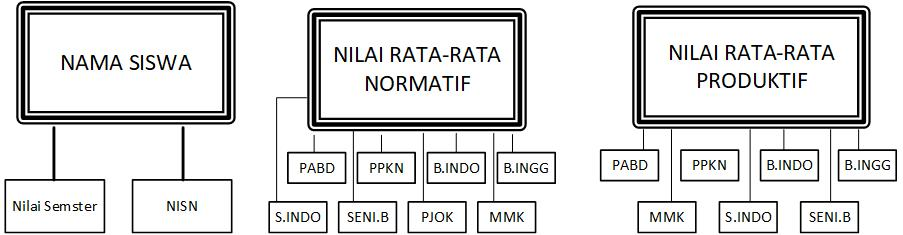 NAMA SISWA
Nilai Semster
NISN
NILAI RATA-RATA
NORMATIF
PABD
PPKN
B.INDO
B.INGG
S.INDO
SENI.B
PJOK
MMK
NILAI RATA-RATA
PRODUKTIF
PABD
PPKN
B.INDO
B.INGG
MMK
S.INDO
SENI.B